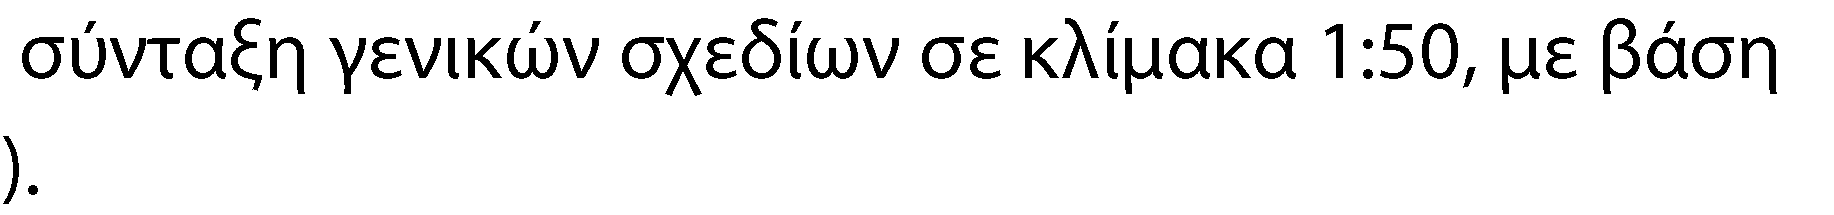 σύνταξη γενικών σχεδίων σε κλίμακα 1:50, με βάση
).